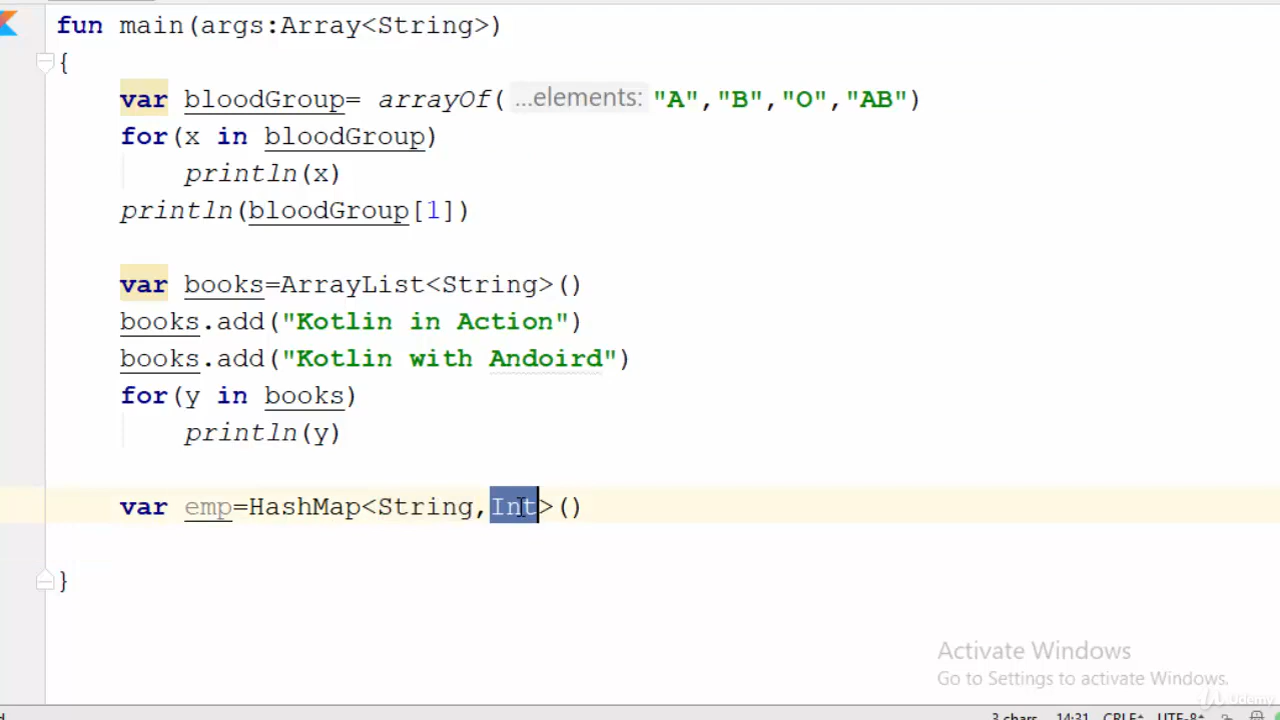 fun main(args:Array<String>)
{
var bloodGroup= arrayOf( ...elements: "A","B","O","AB")
for(x in bloodGroup)
println(x)
println(bloodGroup[1])
var books=ArrayList<String>()
books.add("Kotlin in Action")
books.add("Kotlin with Andoird")
for(y in books)
println(y)
var emp=HashMap<String,Int>()
}
Activate Windows
Go to Settings to activate Windows.
Udemy
3 chars 14:31 CRLF UTF-8